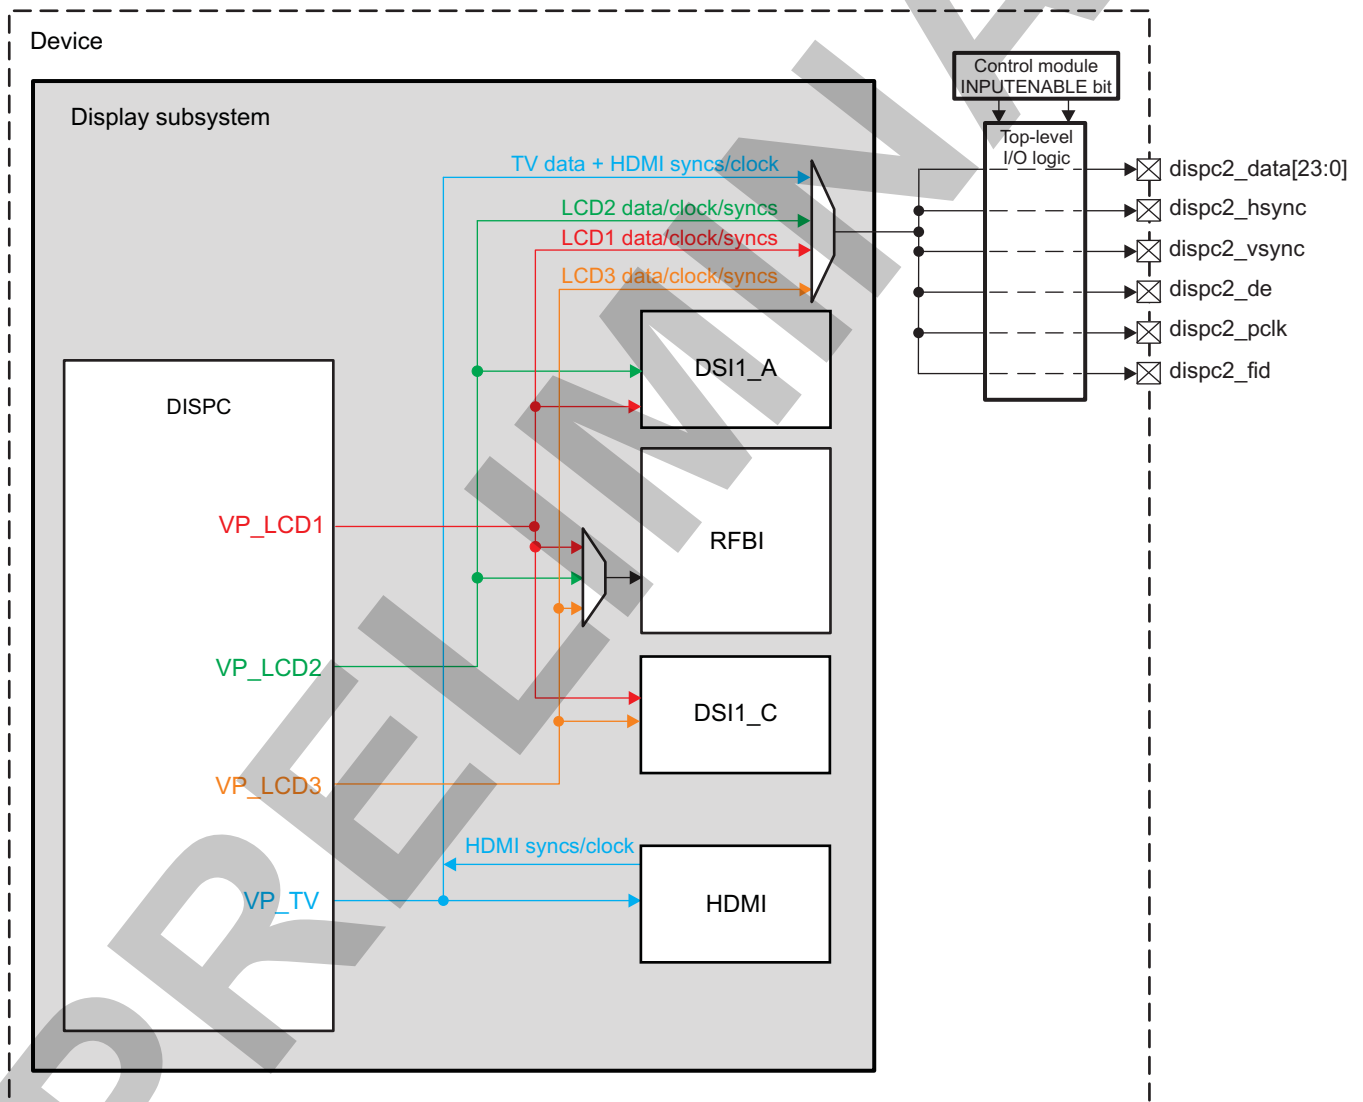 Device
Control module
INPUTENABLE bit
Display subsystem
Top-level
I/O logic
TV data + HDMI syncs/clock
dispc2_data[23:0]
LCD2 data/clock/syncs
dispc2_hsync
LCD1 data/clock/syncs
dispc2_vsync
LCD3 data/clock/syncs
dispc2_de
dispc2_pclk
DSI1_A
dispc2_fid
DISPC
VP_LCD1
RFBI
VP_LCD2
DSI1_C
VP_LCD3
HDMI syncs/clock
VP_TV
HDMI
PRELIMINA